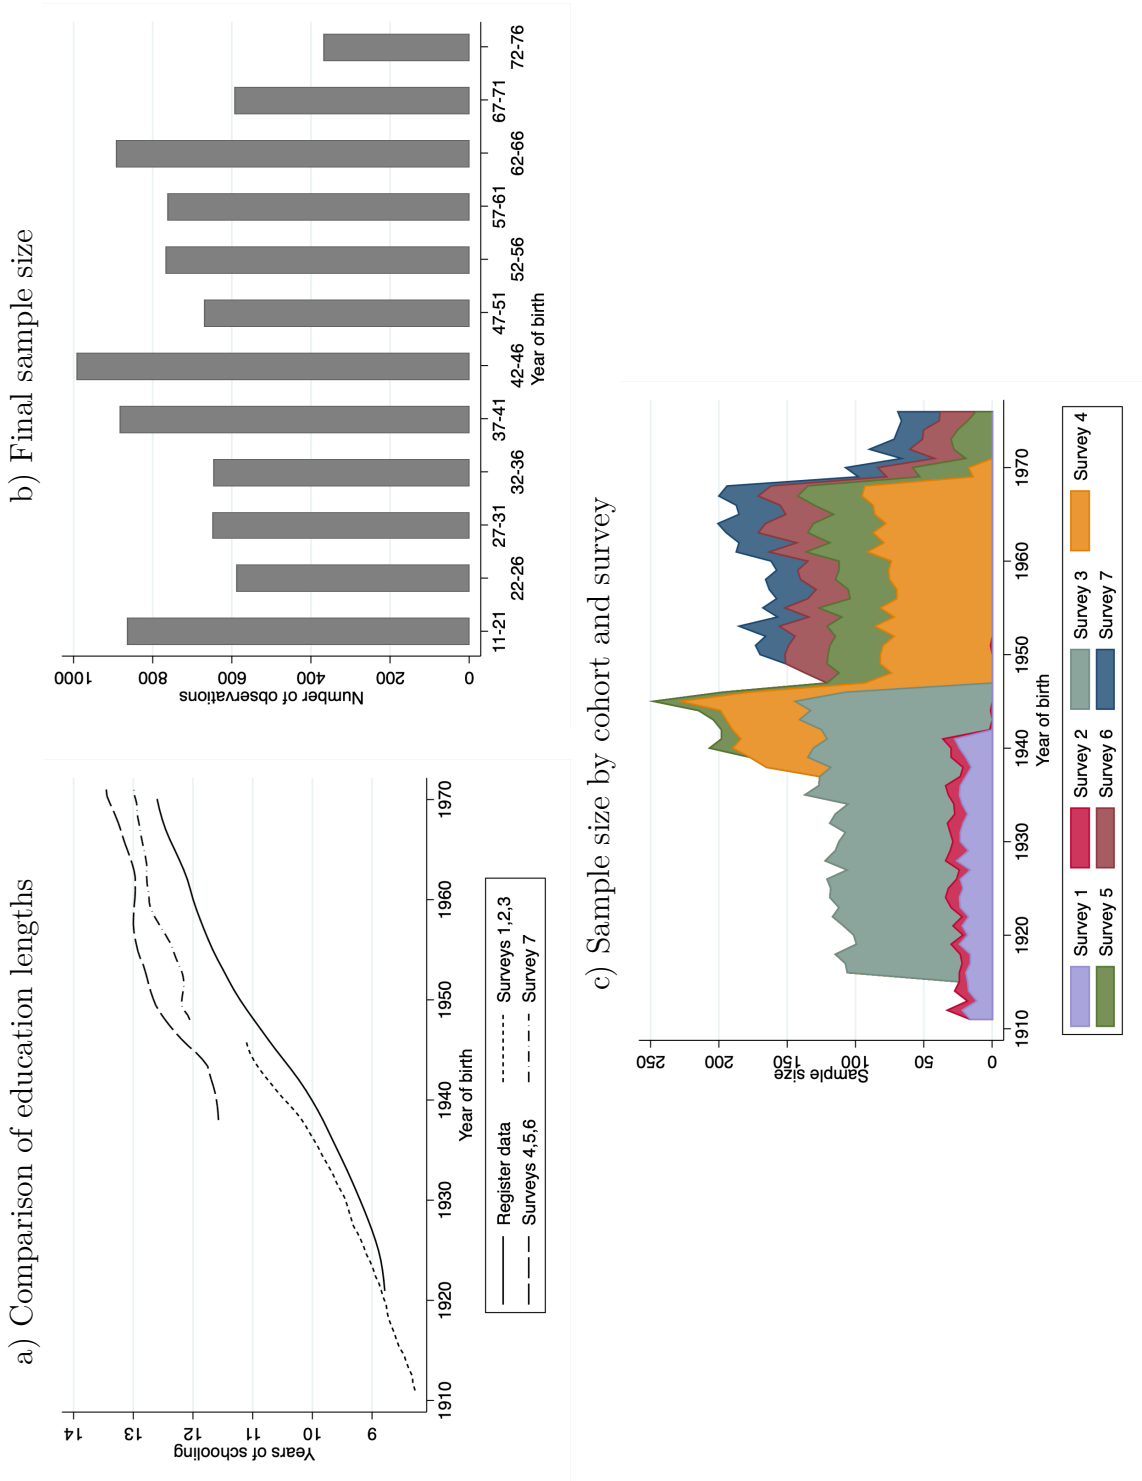 a) Comparison of education lengths
Years of schooling
14
13
12
11
10
9
1910
1920
1930
1940
1950
1960
1970
Year of birth
Register data
Surveys 1,2,3
Surveys 4,5,6
Survey 7
b) Final sample size
Number of observations
1000
800
600
400
200
0
11-21
22-26
27-31
32-36
37-41
42-46
47-51
52-56
57-61
62-66
67-71
72-76
Year of birth
c) Sample size by cohort and survey
Sample size
250
200
150
100
50
0
1910
1920
1930
1940
1950
1960
1970
Year of birth
Survey 1
Survey 2
Survey 3
Survey 4
Survey 5
Survey 6
Survey 7